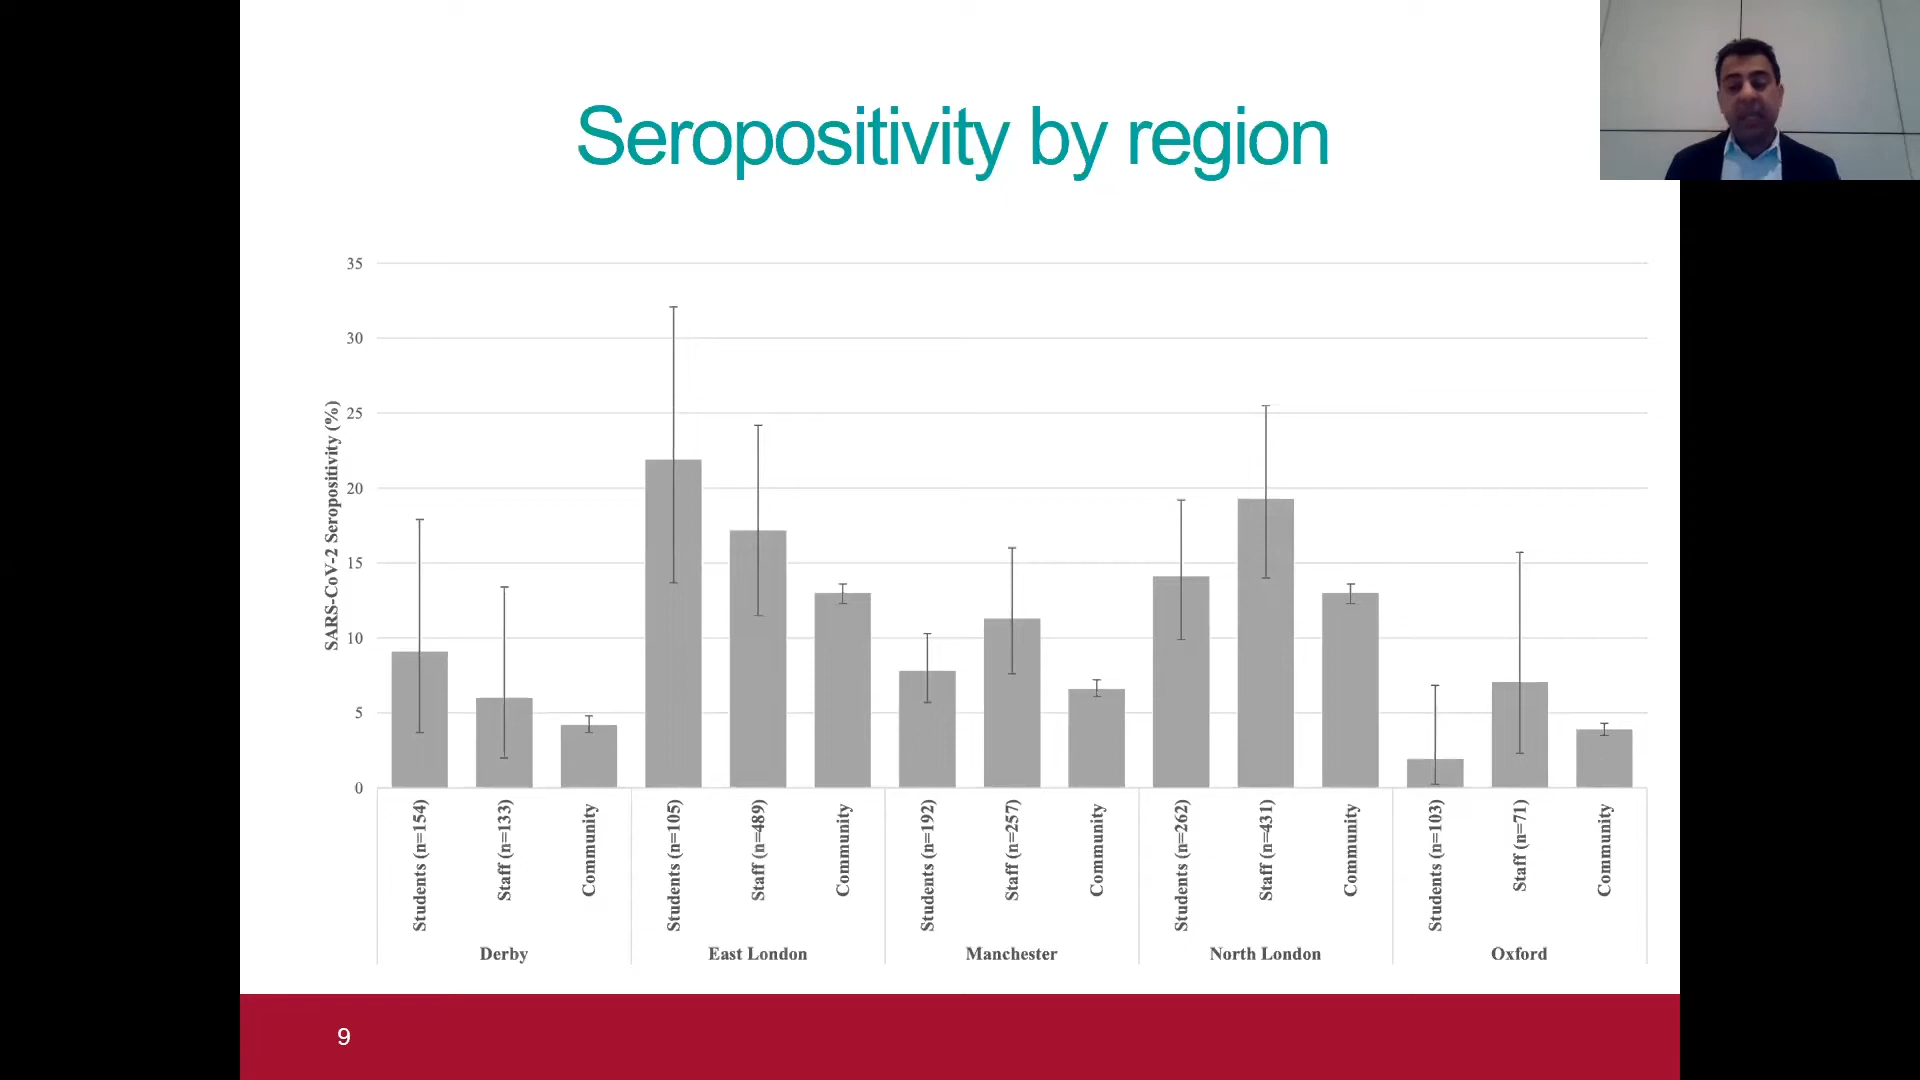 Seropositivity by region
SARS-CoV-2 Seropositivity (%)
35
30
25
20
15
10
5
0
Students (n=154)
Staff (n=133)
Community
Students (n=105)
Staff (n=489)
Community
Students (n=192)
Staff (n=257)
Community
Students (n=262)
Staff (n=431)
Community
Students (n=103)
Staff (n=71)
Community
Derby
East London
Manchester
North London
Oxford
9